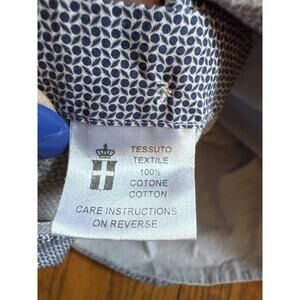 TESSUTO
TEXTILE
100%
COTONE
COTTON
CARE INSTRUCTIONS
ON REVERSE